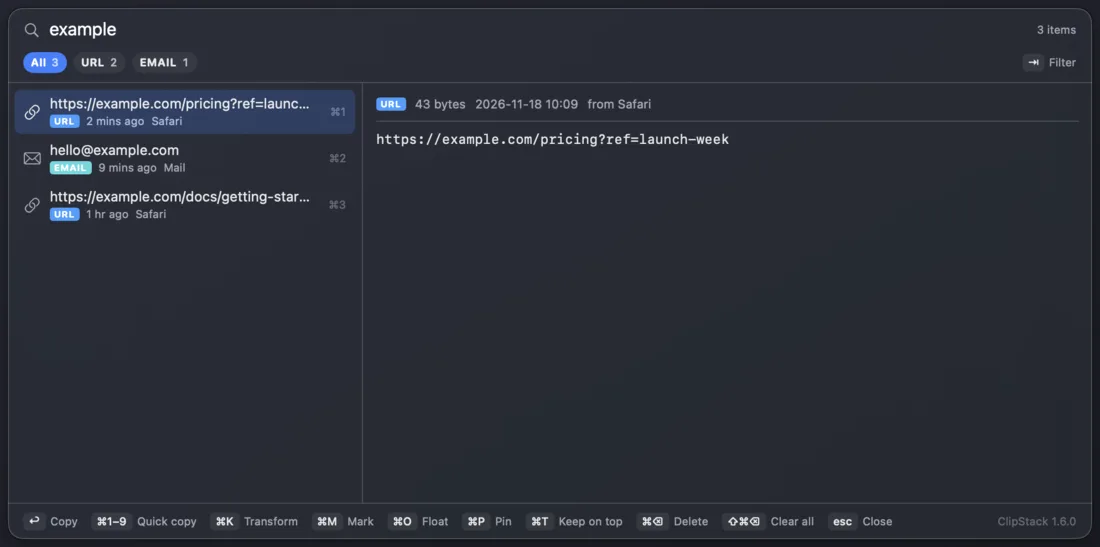 example
3 items
All 3 URL 2 EMAIL 1
⇥ Filter
https://example.com/pricing?ref=launc...
URL 2 mins ago Safari
⌘1
hello@example.com
EMAIL 9 mins ago Mail
⌘2
https://example.com/docs/getting-star...
URL 1 hr ago Safari
⌘3
URL 43 bytes 2026-11-18 10:09 from Safari
https://example.com/pricing?ref=launch-week
↩ Copy ⌘1–9 Quick copy ⌘K Transform ⌘M Mark ⌘O Float ⌘P Pin ⌘T Keep on top ⌘⌫ Delete ⇧⌘⌫ Clear all esc Close ClipStack 1.6.0